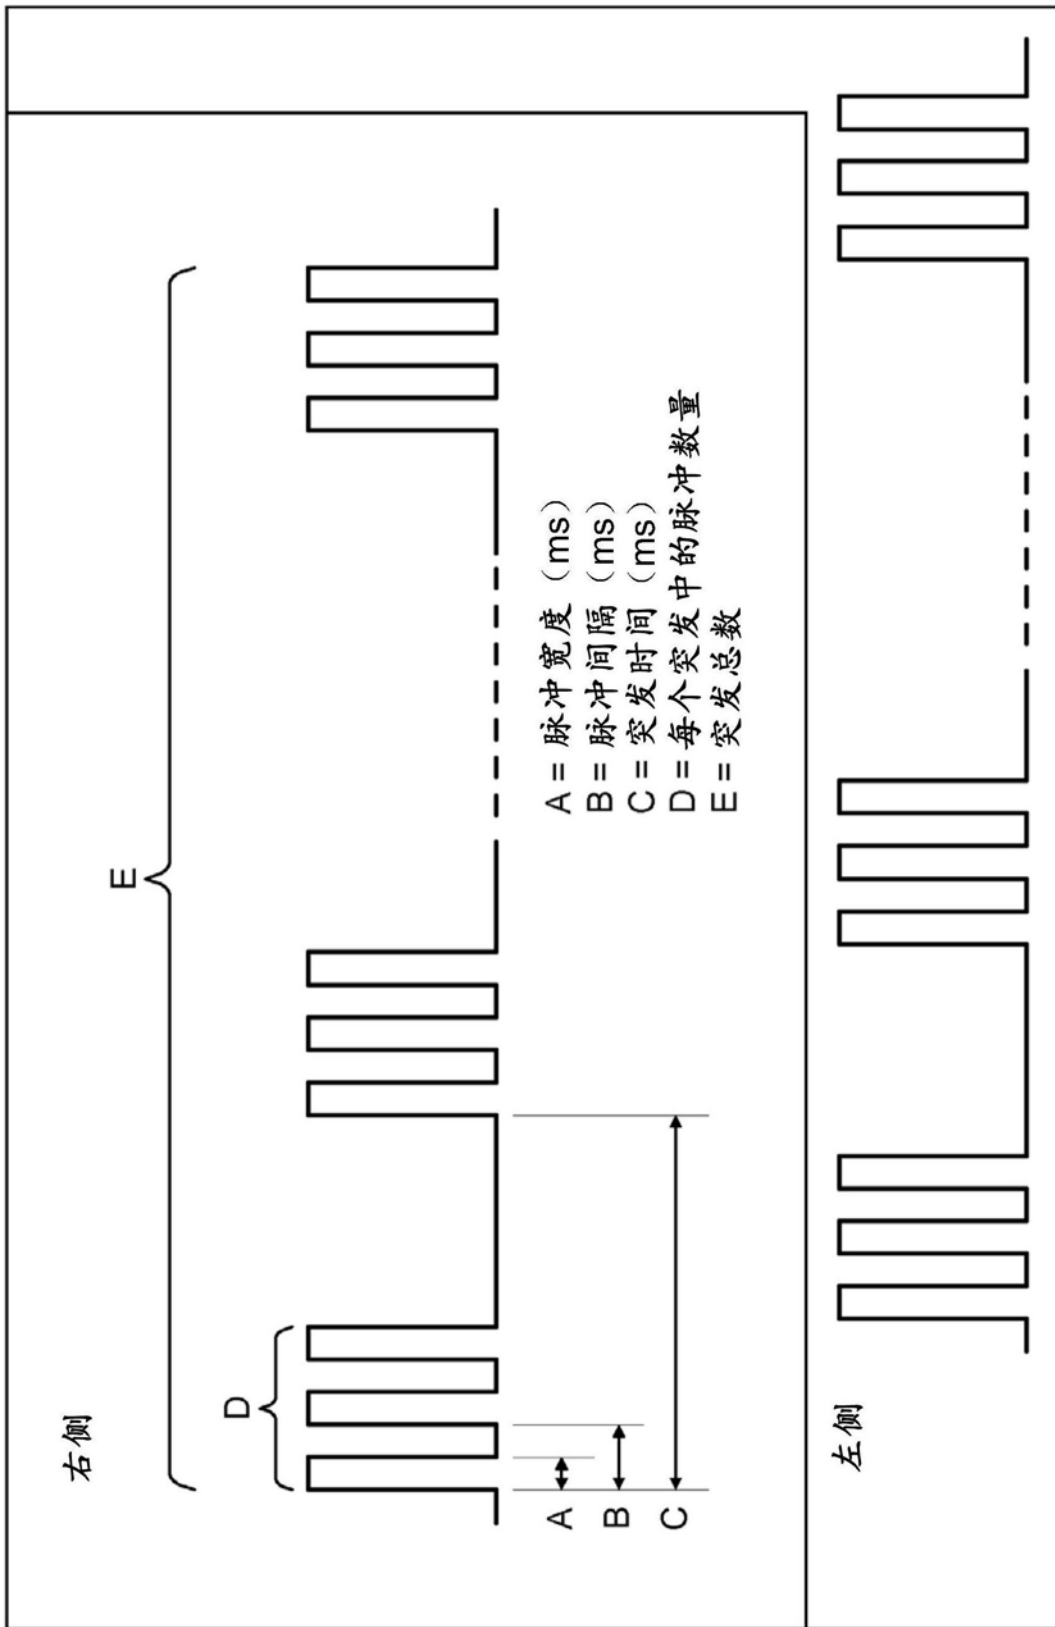 右侧
E
D
A
B
C
A = 脉冲宽度（ms）
B = 脉冲间隔（ms）
C = 突发时间（ms）
D = 每个突发中的脉冲数量
E = 突发总数
左侧